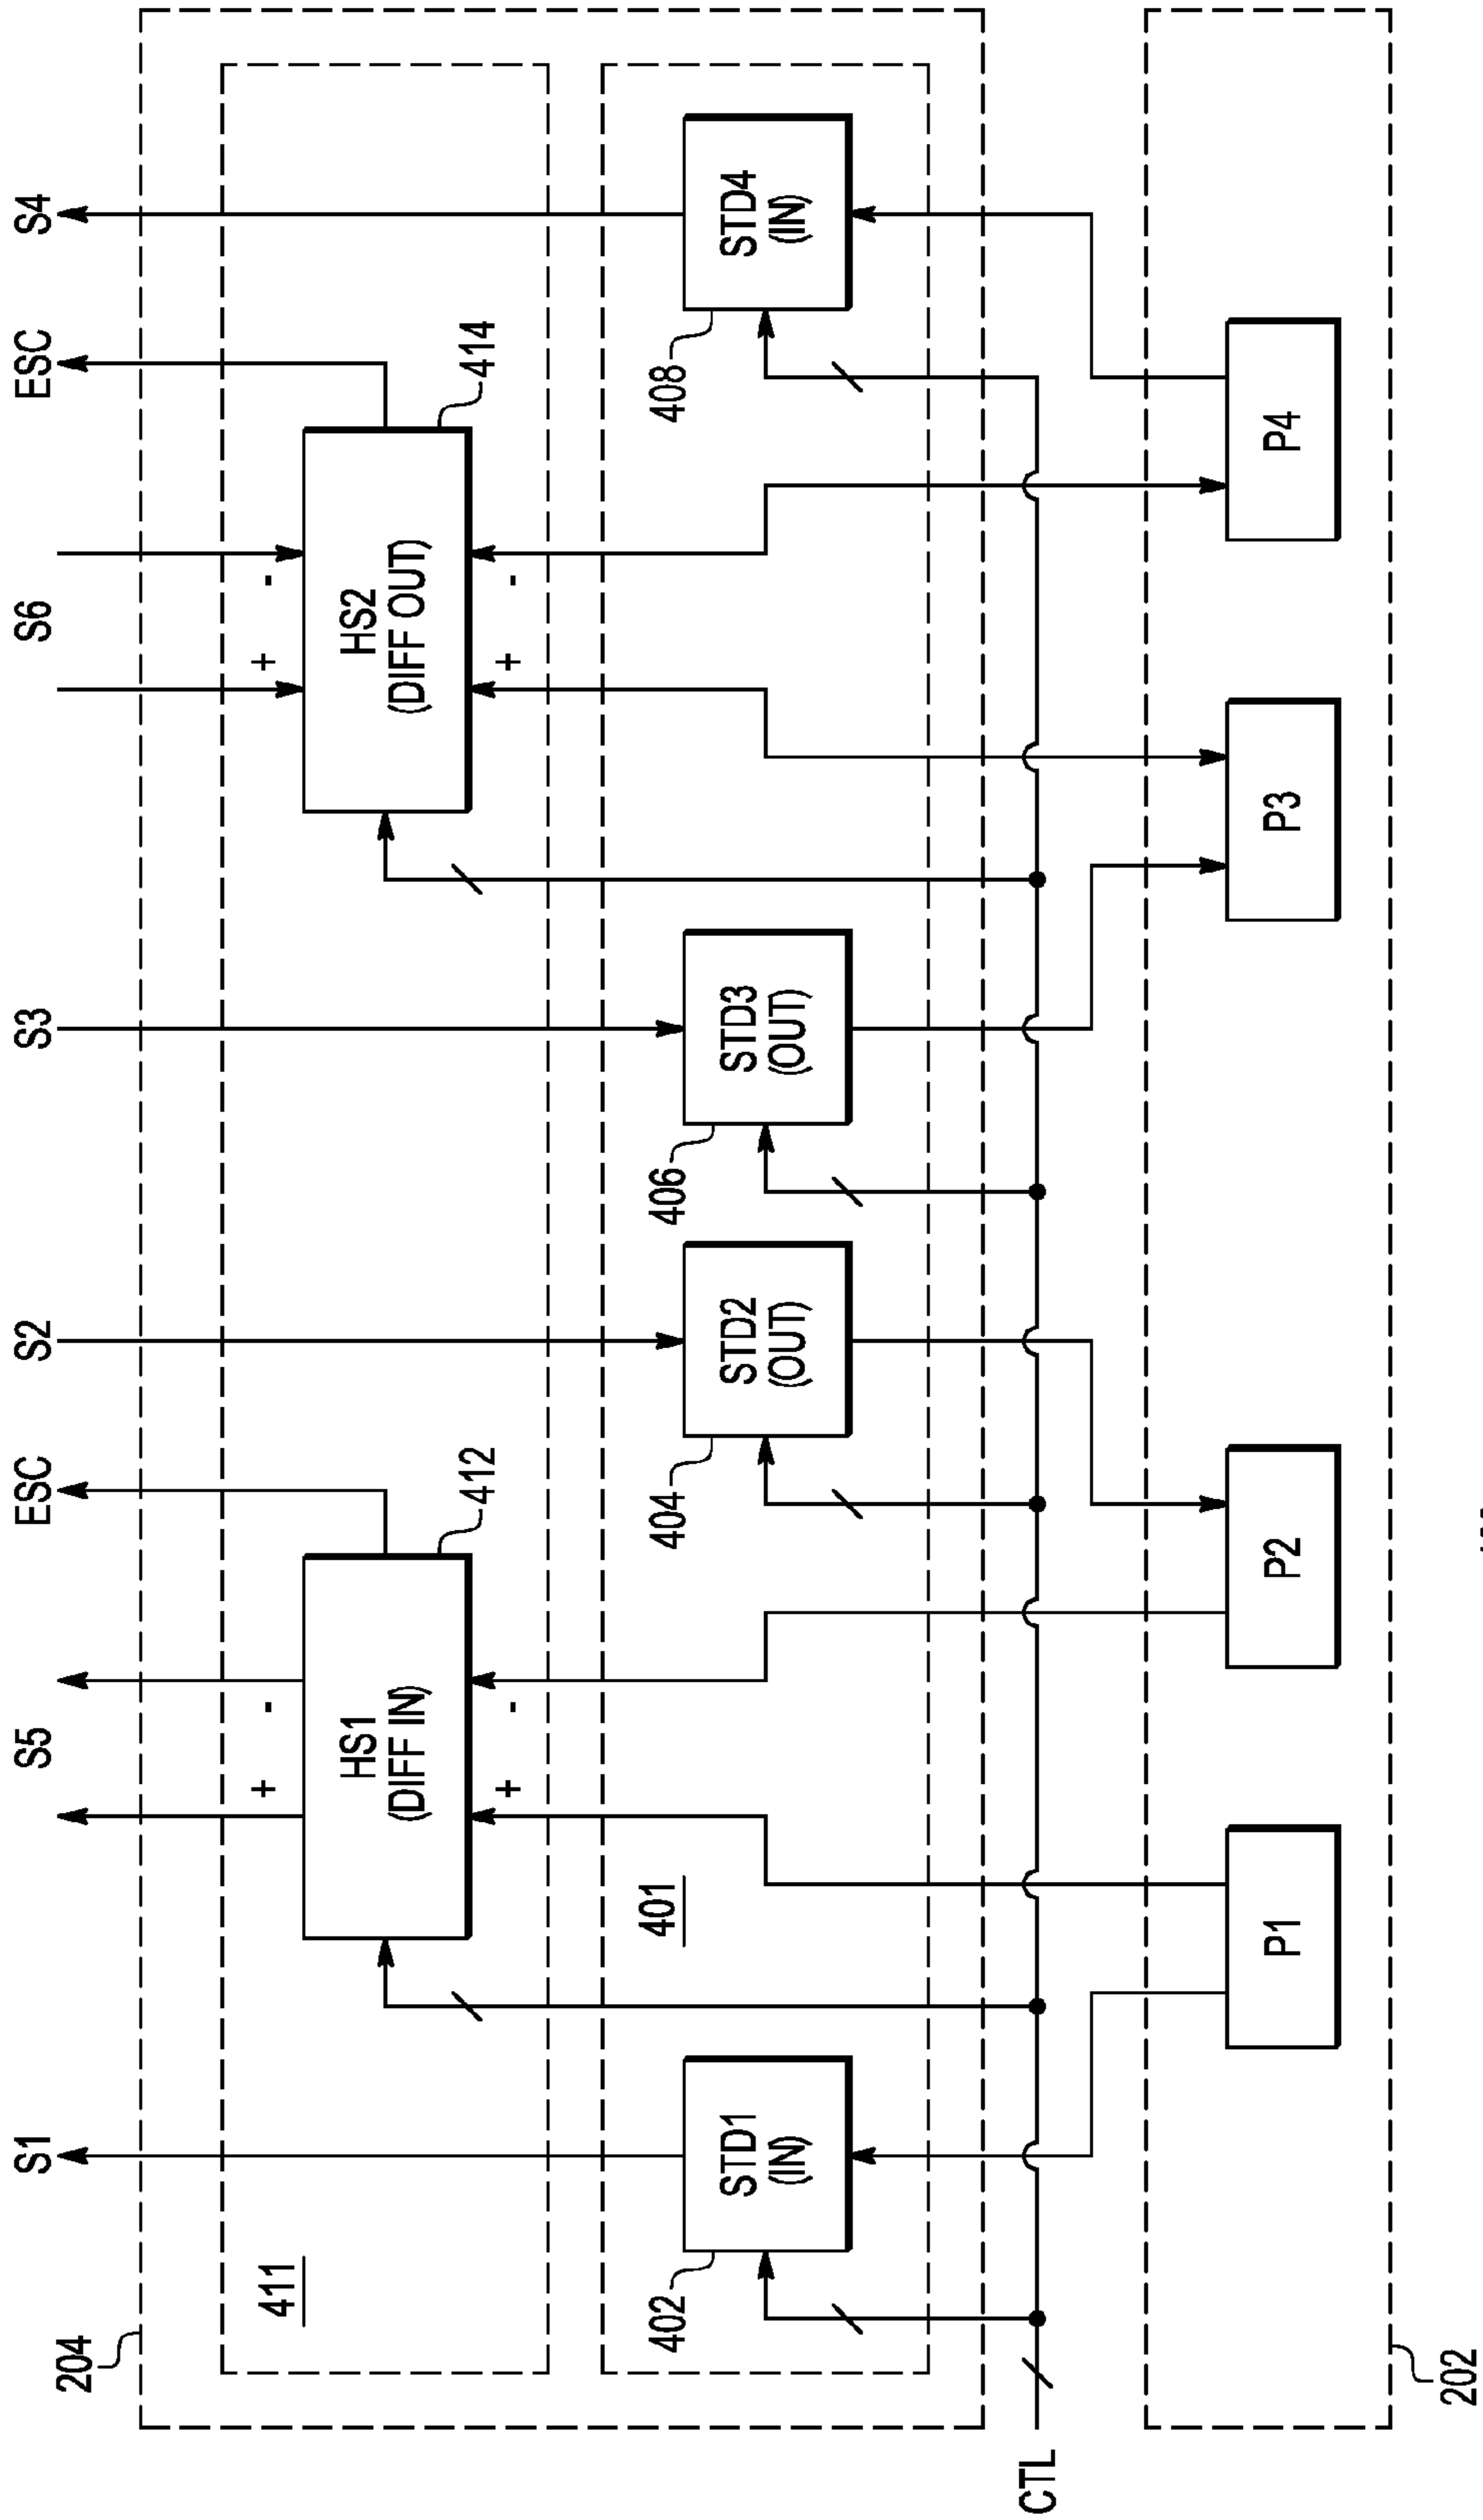 S1
S5
ESC
S2
S3
S6
ESC
S4
204
411
+
-
+
-
HS1
(DIFF IN)
HS2
(DIFF OUT)
412
414
+
-
+
-
402
401
404
406
408
STD1
(IN)
STD2
(OUT)
STD3
(OUT)
STD4
(IN)
CTL
P1
P2
P3
P4
202